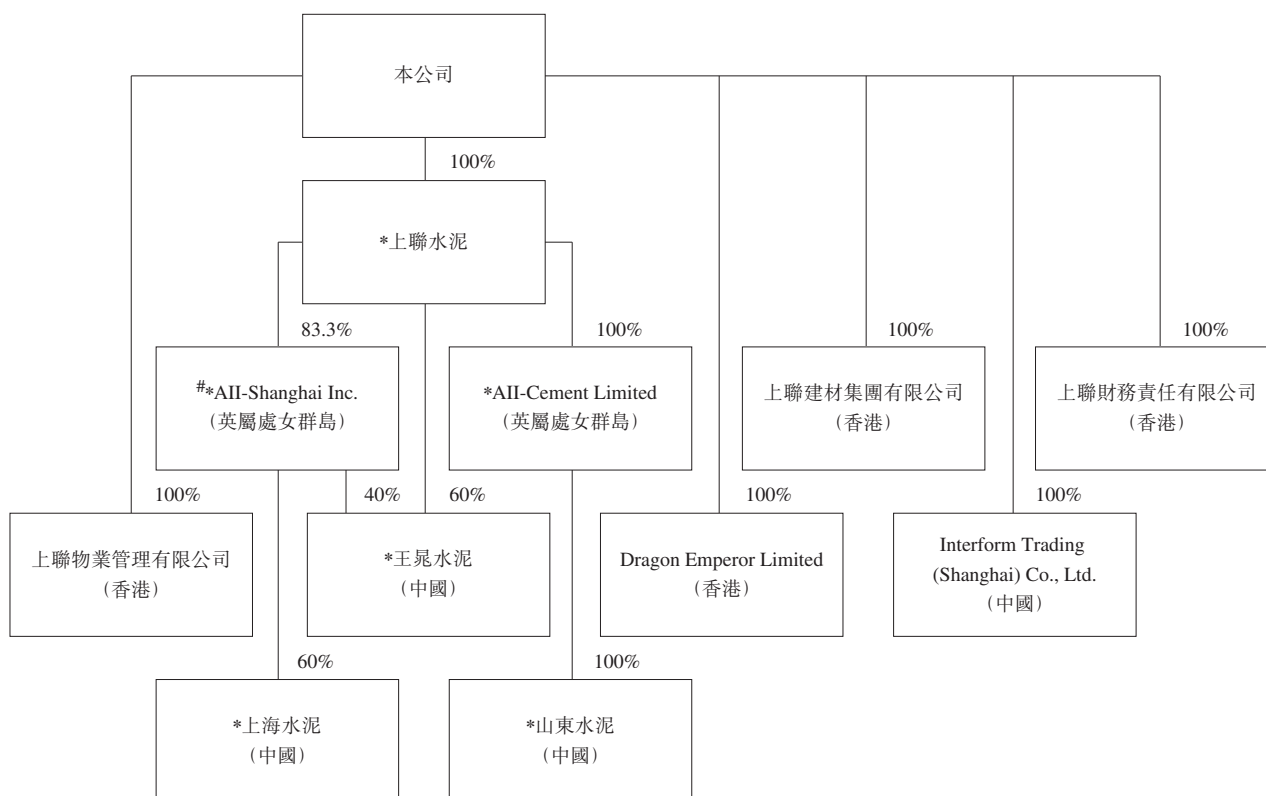 本公司
100%
*上聯水泥
83.3%
100%
100%
100%
#*AII-Shanghai Inc.
(英屬處女群島)
*AII-Cement Limited
(英屬處女群島)
上聯建材集團有限公司
(香港)
上聯財務責任有限公司
(香港)
100%
40%
60%
100%
100%
上聯物業管理有限公司
(香港)
*王晁水泥
(中國)
Dragon Emperor Limited
(香港)
Interform Trading
(Shanghai) Co., Ltd.
(中國)
60%
100%
*上海水泥
(中國)
*山東水泥
(中國)